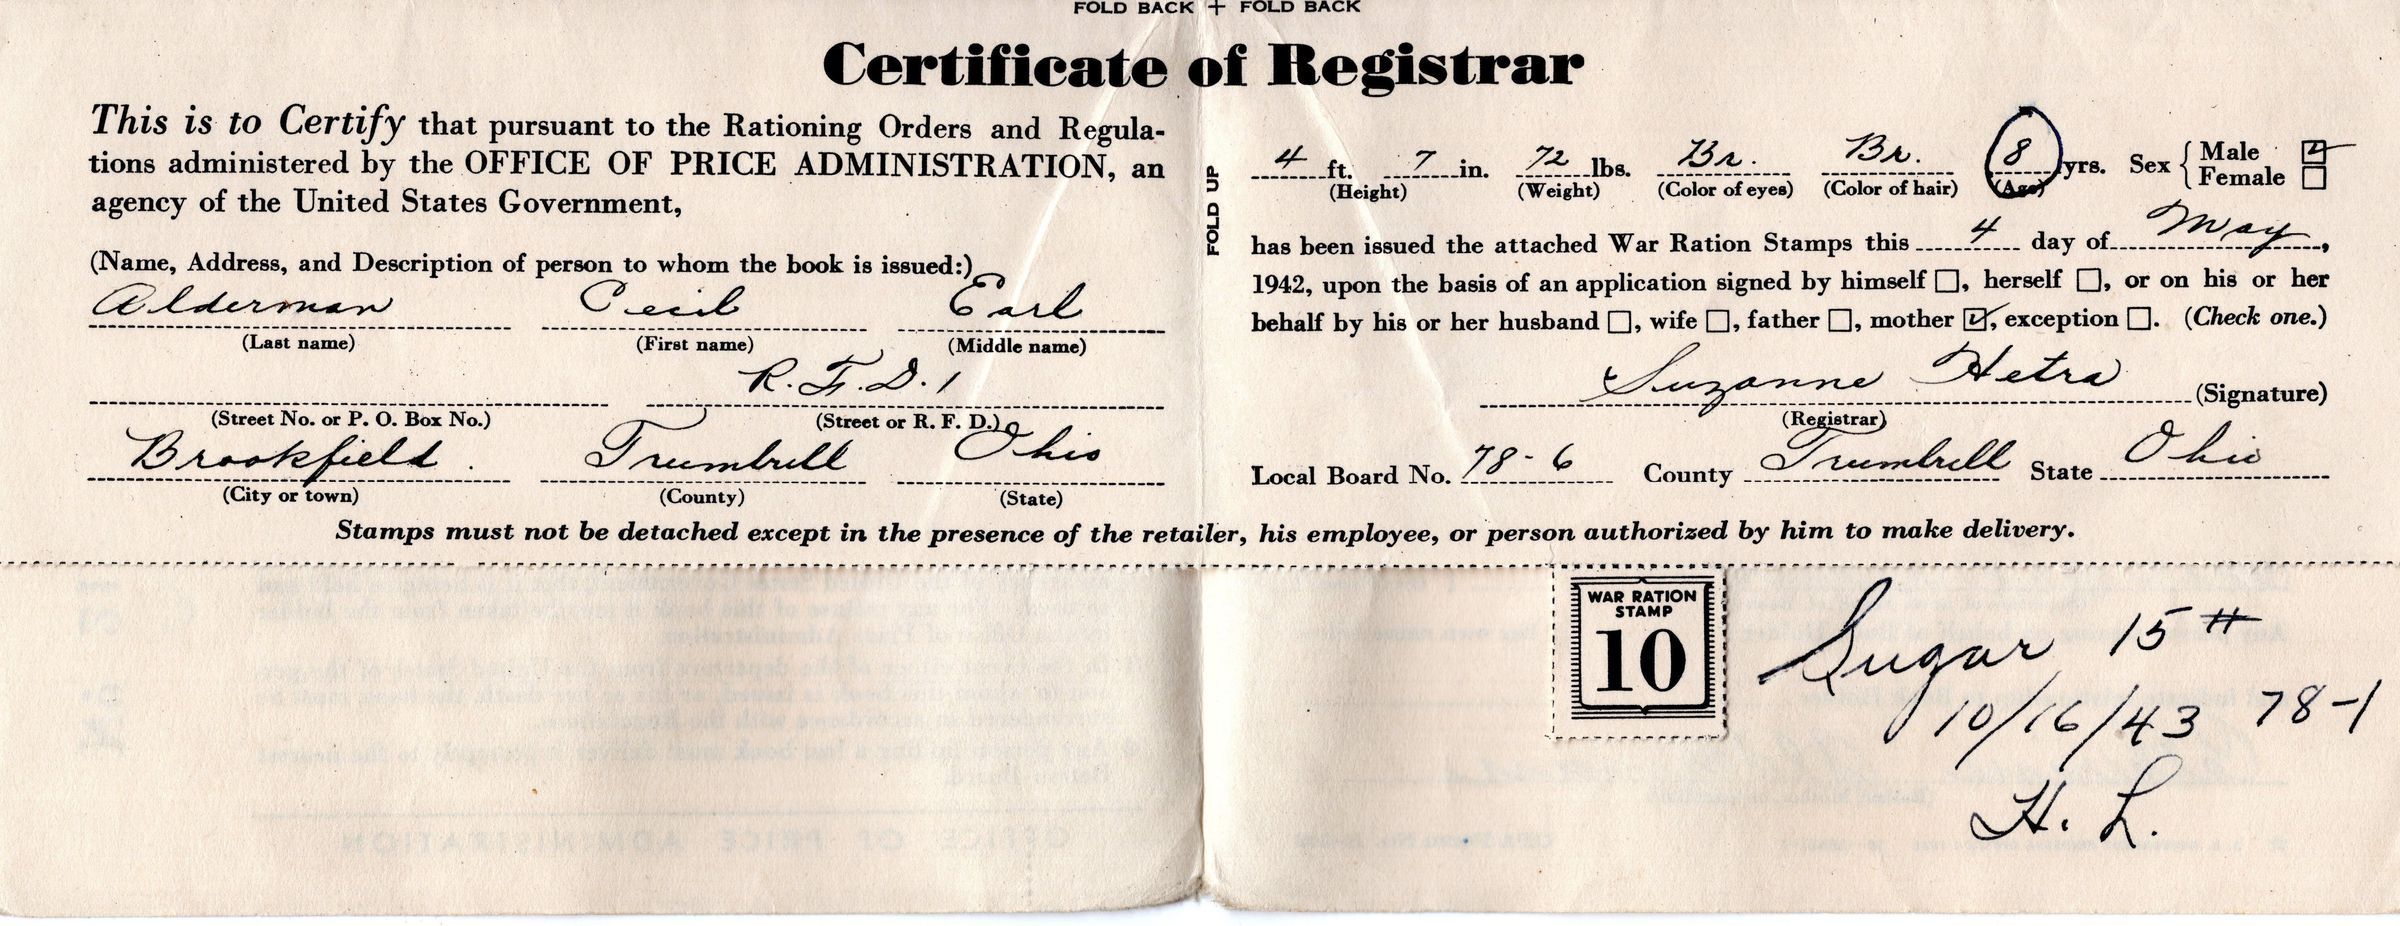 FOLD BACK + FOLD BACK
Certificate of Registrar
This is to Certify that pursuant to the Rationing Orders and Regula-
tions administered by the OFFICE OF PRICE ADMINISTRATION, an
agency of the United States Government,
(Name, Address, and Description of person to whom the book is issued:)
Alderman Cecil Earl
(Last name) (First name) (Middle name)
R. F. D. 1
(Street No. or P. O. Box No.) (Street or R. F. D.)
Brookfield. Trumbull Ohio
(City or town) (County) (State)
FOLD UP
4 ft. 7 in. 72 lbs. Br. Br. 8 yrs. Sex { Male ☑
Female ☐
(Height) (Weight) (Color of eyes) (Color of hair) (Age)
has been issued the attached War Ration Stamps this 4 day of May,
1942, upon the basis of an application signed by himself ☐, herself ☐, or on his or her
behalf by his or her husband ☐, wife ☐, father ☐, mother ☑, exception ☐. (Check one.)
Suzanne Hetra (Signature)
(Registrar)
Local Board No. 78-6 County Trumbull State Ohio
Stamps must not be detached except in the presence of the retailer, his employee, or person authorized by him to make delivery.
WAR RATION
STAMP
10
Sugar 15#
10/16/43 78-1
H. L.
OFFICE OF PRICE ADMINISTRATION